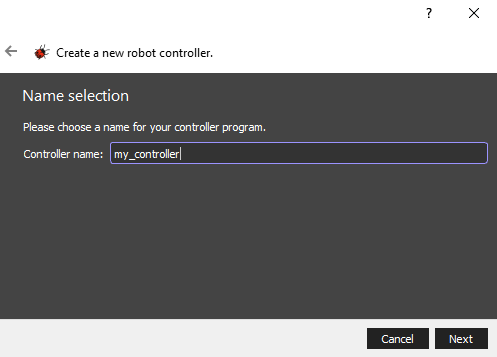 ?
Create a new robot controller.
Name selection
Please choose a name for your controller program.
Controller name: my_controller
Cancel Next